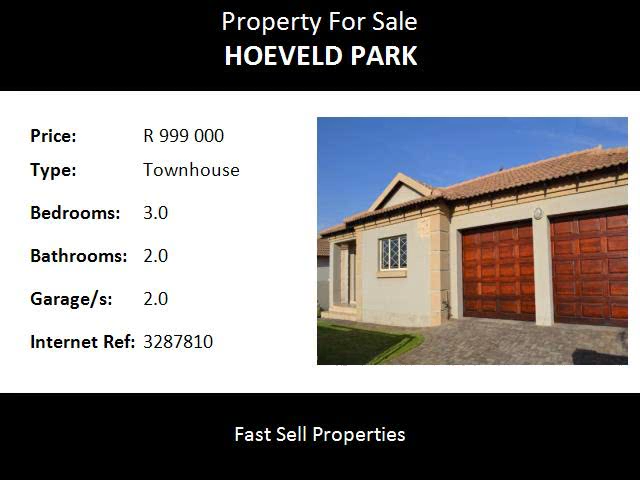 Property For Sale
HOEVELD PARK
Price: R 999 000
Type: Townhouse
Bedrooms: 3.0
Bathrooms: 2.0
Garage/s: 2.0
Internet Ref: 3287810
Fast Sell Properties